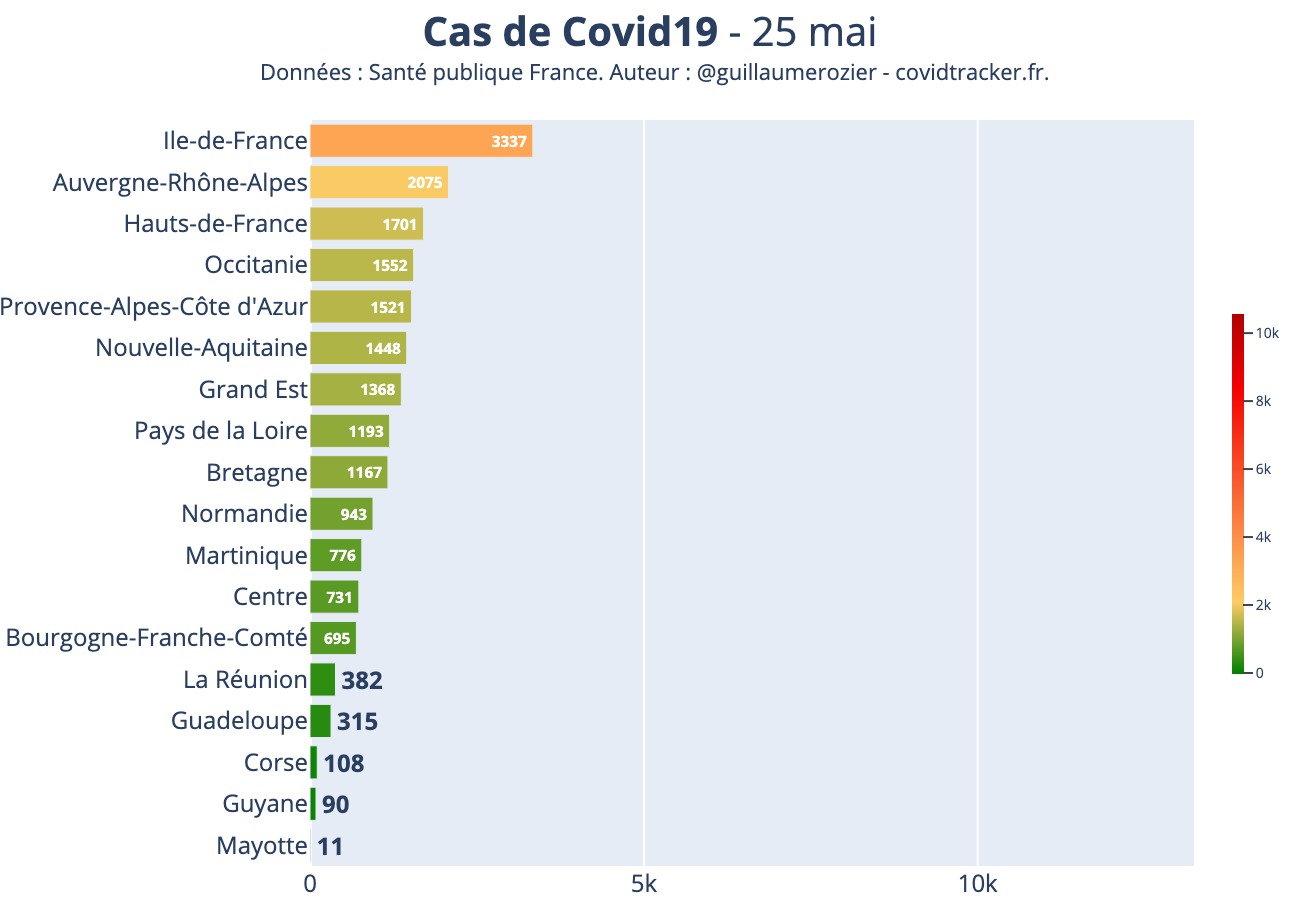 Cas de Covid19 - 25 mai
Données : Santé publique France. Auteur : @guillaumerozier - covidtracker.fr.
Ile-de-France 3337
Auvergne-Rhône-Alpes 2075
Hauts-de-France 1701
Occitanie 1552
Provence-Alpes-Côte d'Azur 1521
Nouvelle-Aquitaine 1448
Grand Est 1368
Pays de la Loire 1193
Bretagne 1167
Normandie 943
Martinique 776
Centre 731
Bourgogne-Franche-Comté 695
La Réunion 382
Guadeloupe 315
Corse 108
Guyane 90
Mayotte 11
0 5k 10k
10k
8k
6k
4k
2k
0